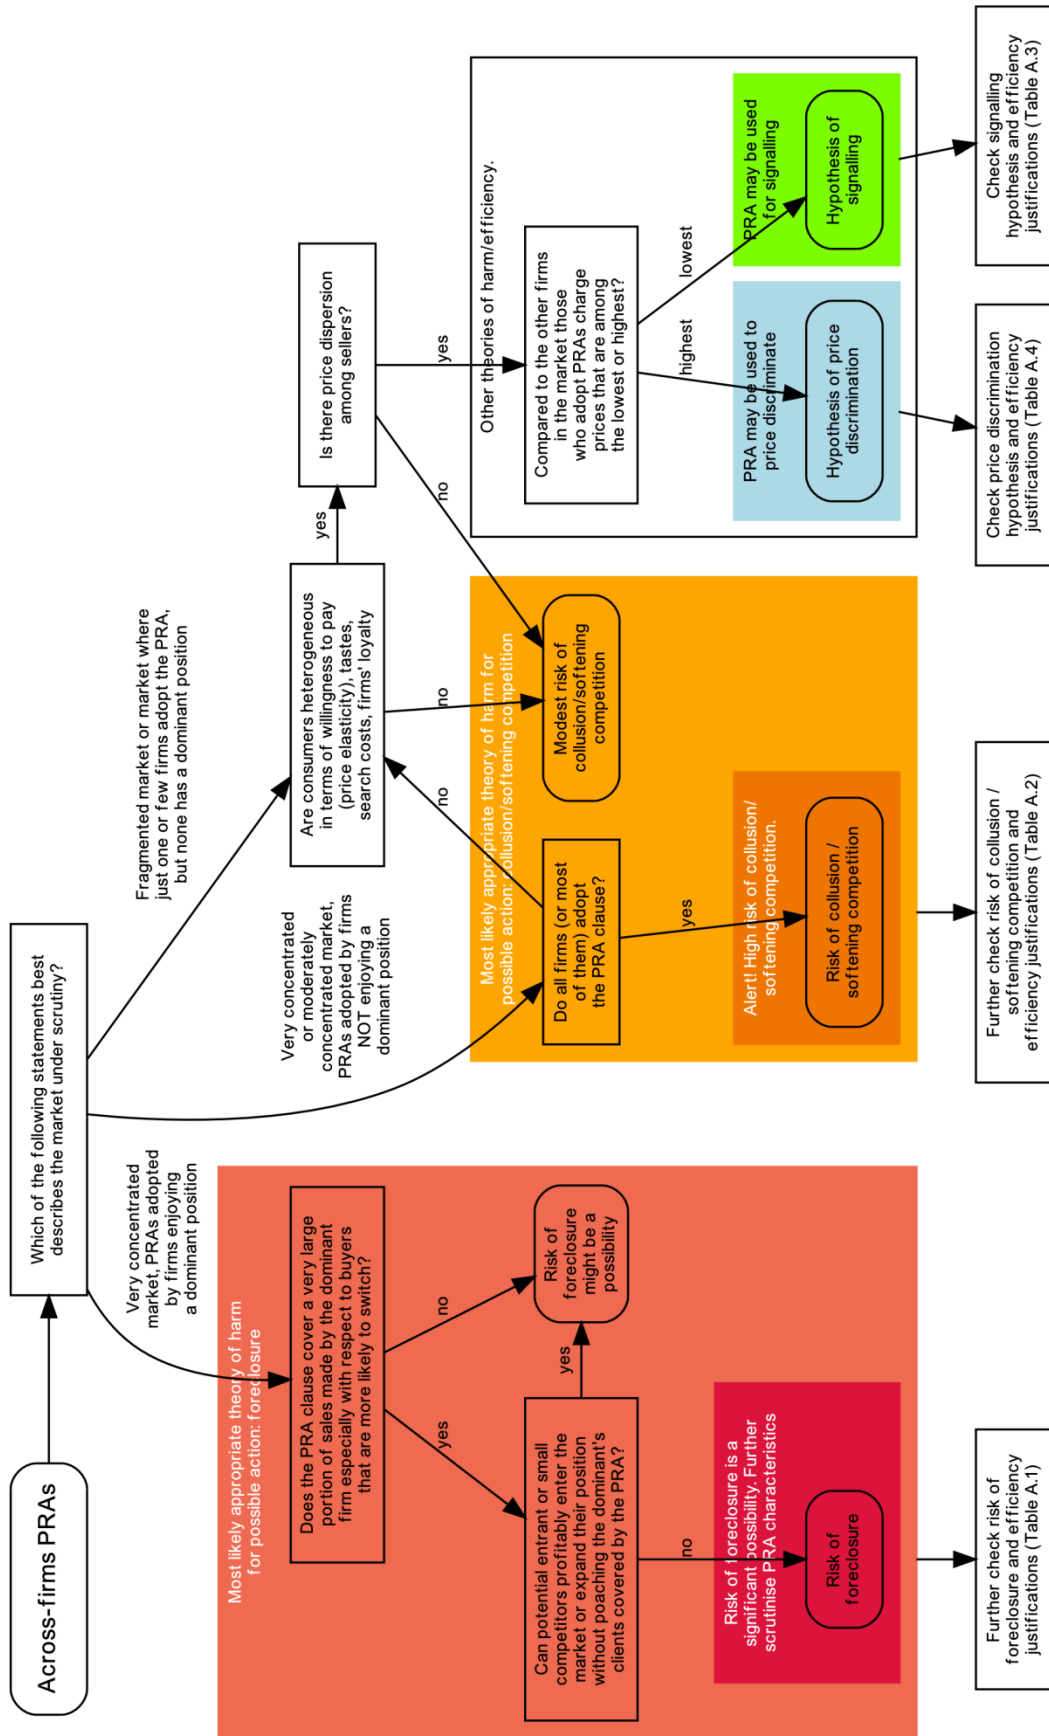 Across-firms PRAs
Which of the following statements best
describes the market under scrutiny?
Very concentrated
market, PRAs adopted
by firms enjoying
a dominant position
Very concentrated
or moderately
concentrated market,
PRAs adopted by firms
NOT enjoying a
dominant position
Fragmented market or market where
just one or few firms adopt the PRA,
but none has a dominant position
Most likely appropriate theory of harm
for possible action: foreclosure
Does the PRA clause cover a very large
portion of sales made by the dominant
firm especially with respect to buyers
that are more likely to switch?
yes
no
Can potential entrant or small
competitors profitably enter the
market or expand their position
without poaching the dominant's
clients covered by the PRA?
yes
Risk of
foreclosure
might be a
possibility
no
Risk of foreclosure is a
significant possibility. Further
scrutinise PRA characteristics
Risk of
foreclosure
Further check risk of
foreclosure and efficiency
justifications (Table A.1)
Are consumers heterogeneous
in terms of willingness to pay
(price elasticity), tastes,
search costs, firms' loyalty
yes
no
Is there price dispersion
among sellers?
no
yes
Most likely appropriate theory of harm for
possible action: collusion/softening competition
Do all firms (or most
of them) adopt
the PRA clause?
no
yes
Modest risk of
collusion/softening
competition
Alert! High risk of collusion/
softening competition.
Risk of collusion /
softening competition
Further check risk of collusion /
softening competition and
efficiency justifications (Table A.2)
Other theories of harm/efficiency.
Compared to the other firms
in the market those
who adopt PRAs charge
prices that are among
the lowest or highest?
highest
lowest
PRA may be used to
price discriminate
Hypothesis of price
discrimination
PRA may be used
for signalling
Hypothesis of
signalling
Check price discrimination
hypothesis and efficiency
justifications (Table A.4)
Check signalling
hypothesis and efficiency
justifications (Table A.3)